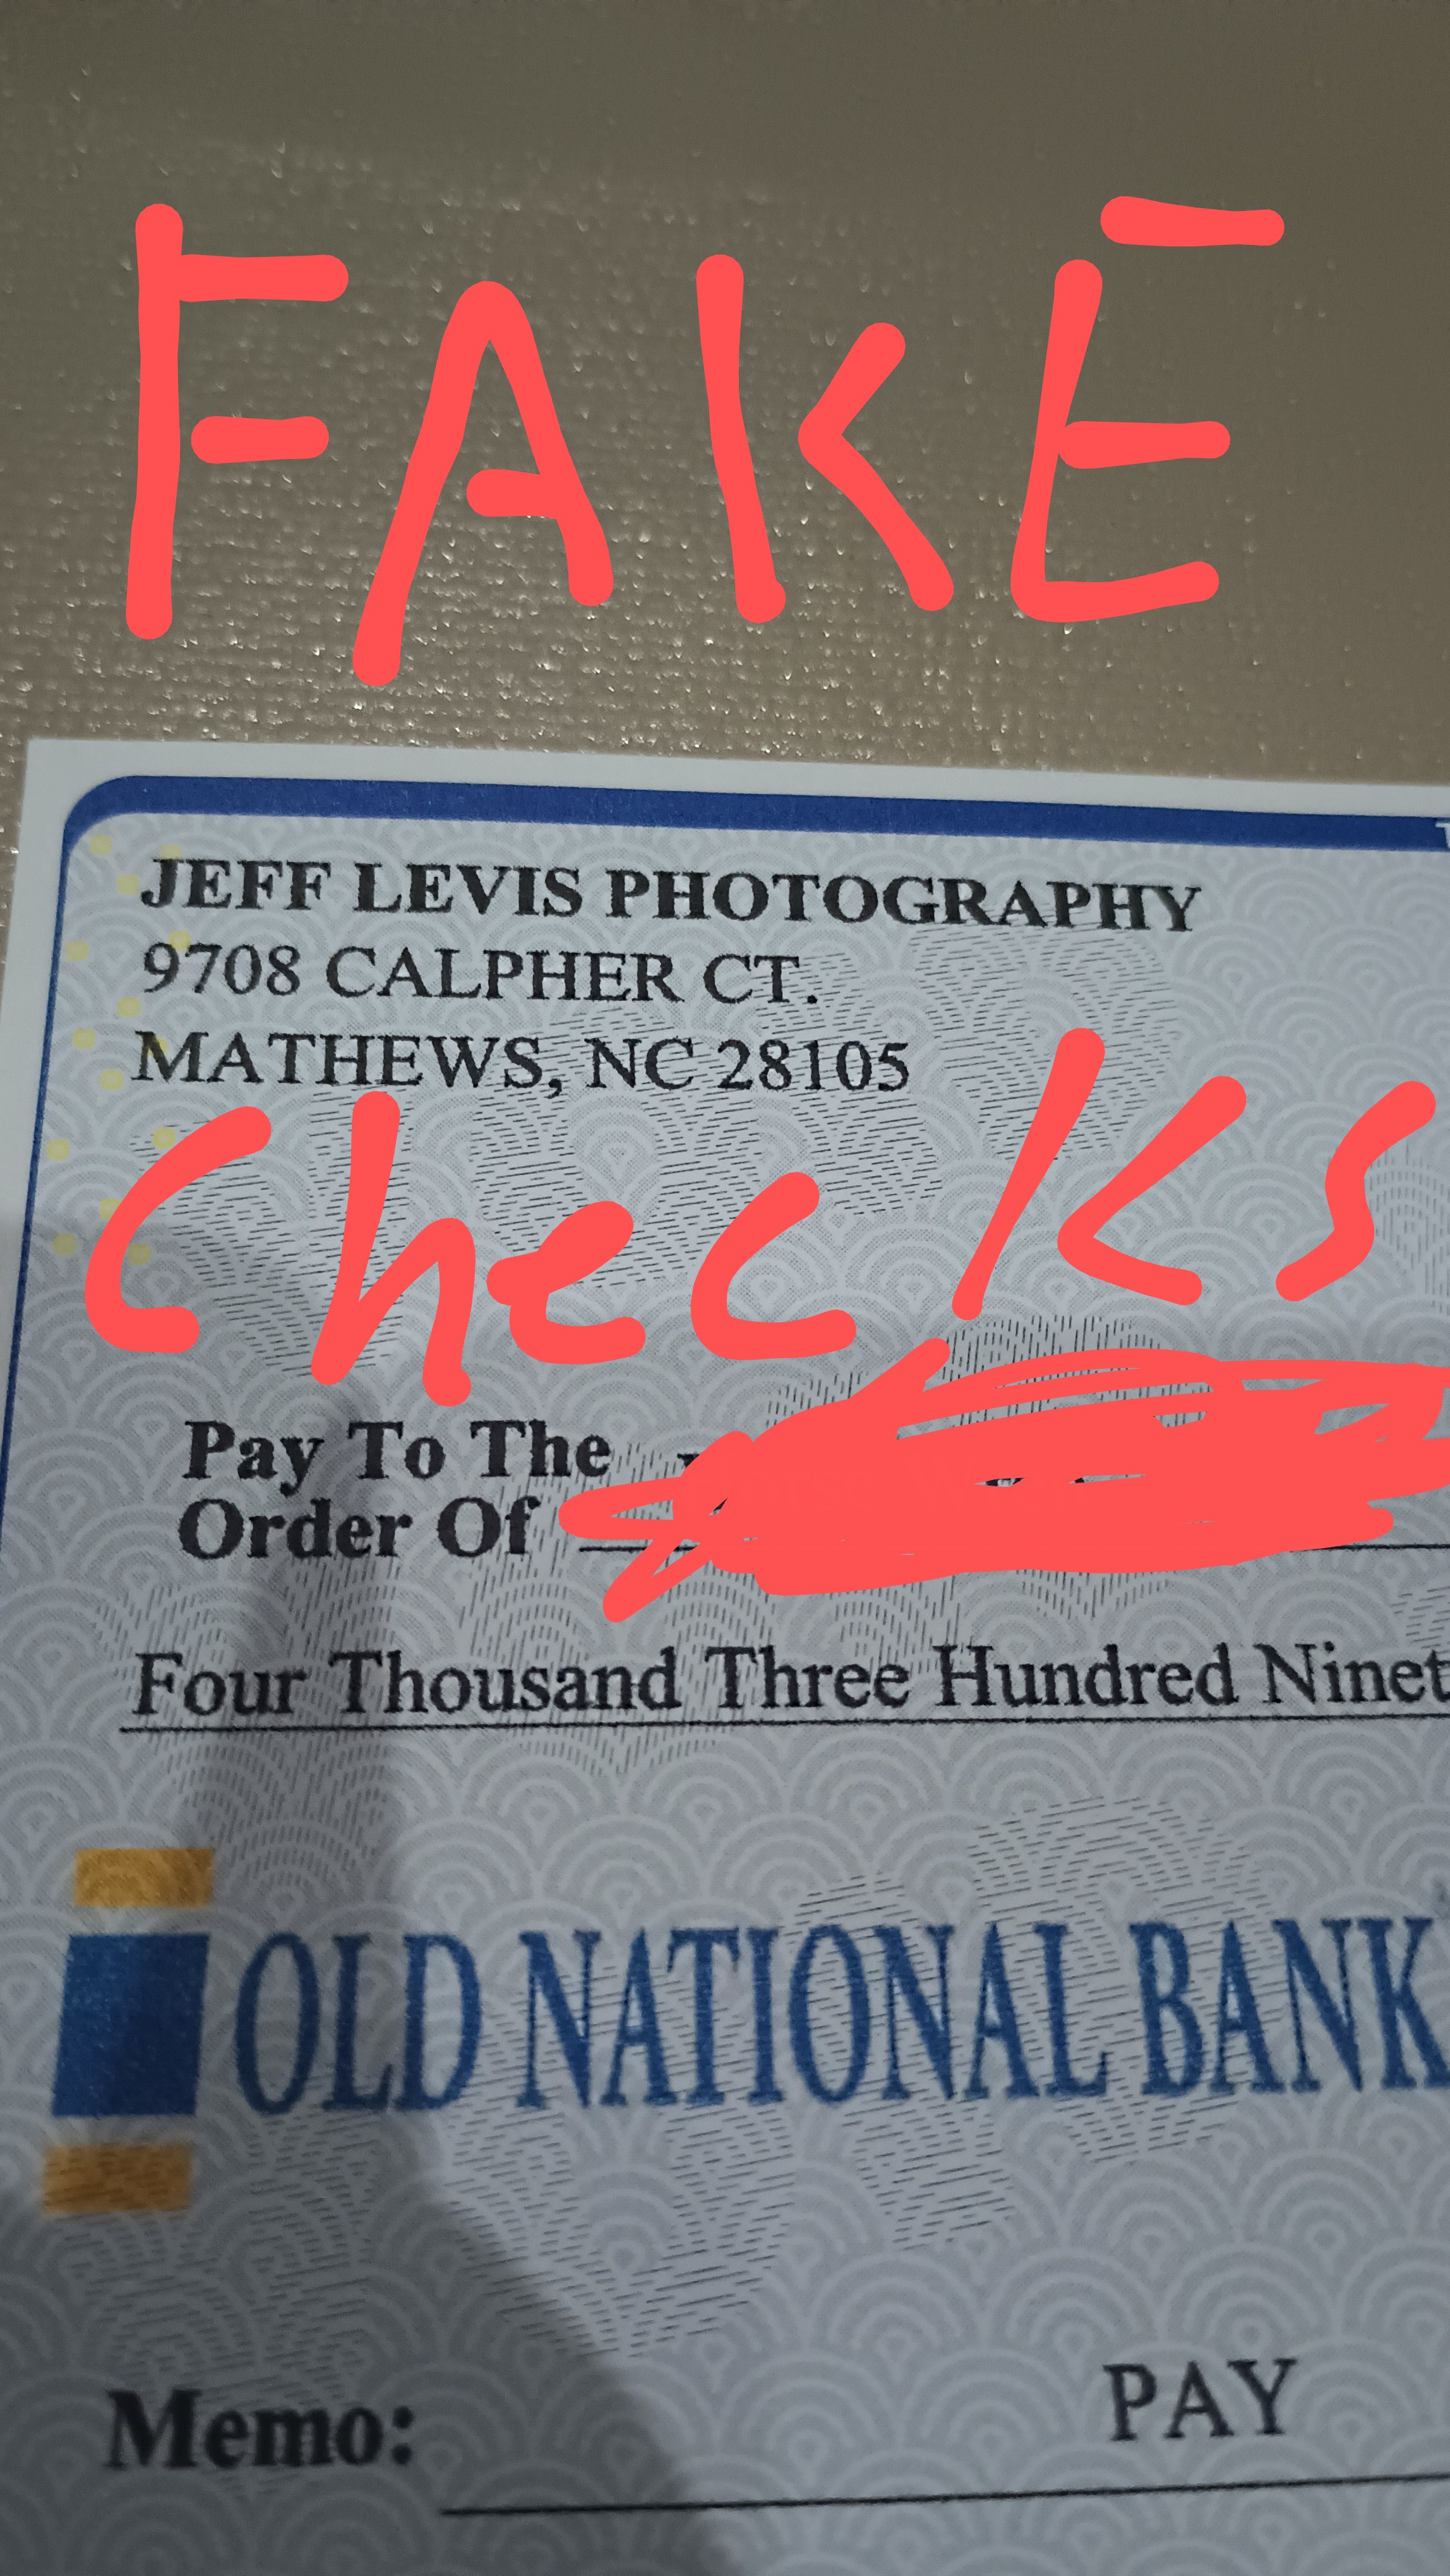 FAKE
JEFF LEVIS PHOTOGRAPHY
9708 CALPHER CT.
MATHEWS, NC 28105
Checks
Pay To The
Order Of
Four Thousand Three Hundred Ninet
OLD NATIONAL BANK
PAY
Memo: